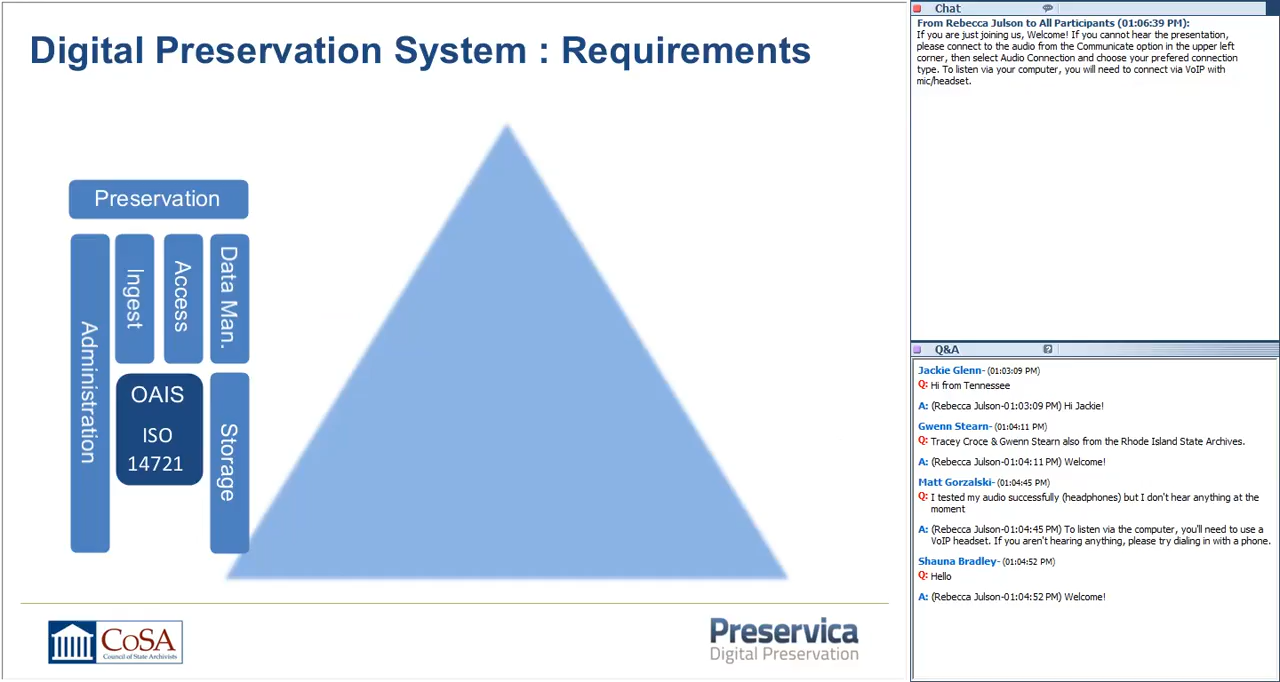 Digital Preservation System : Requirements
Preservation
Administration
Ingest
Access
Data Man.
OAIS
ISO
14721
Storage
CoSA
Council of State Archivists
Preservica
Digital Preservation
Chat
From Rebecca Julson to All Participants (01:06:39 PM):
If you are just joining us, Welcome! If you cannot hear the presentation,
please connect to the audio from the Communicate option in the upper left
corner, then select Audio Connection and choose your prefered connection
type. To listen via your computer, you will need to connect via VoIP with
mic/headset.
Q&A
Jackie Glenn- (01:03:09 PM)
Q: Hi from Tennessee
A: (Rebecca Julson-01:03:09 PM) Hi Jackie!
Gwenn Stearn- (01:04:11 PM)
Q: Tracey Croce & Gwenn Stearn also from the Rhode Island State Archives.
A: (Rebecca Julson-01:04:11 PM) Welcome!
Matt Gorzalski- (01:04:45 PM)
Q: I tested my audio successfully (headphones) but I don't hear anything at the
moment
A: (Rebecca Julson-01:04:45 PM) To listen via the computer, you'll need to use a
VoIP headset. If you aren't hearing anything, please try dialing in with a phone.
Shauna Bradley- (01:04:52 PM)
Q: Hello
A: (Rebecca Julson-01:04:52 PM) Welcome!